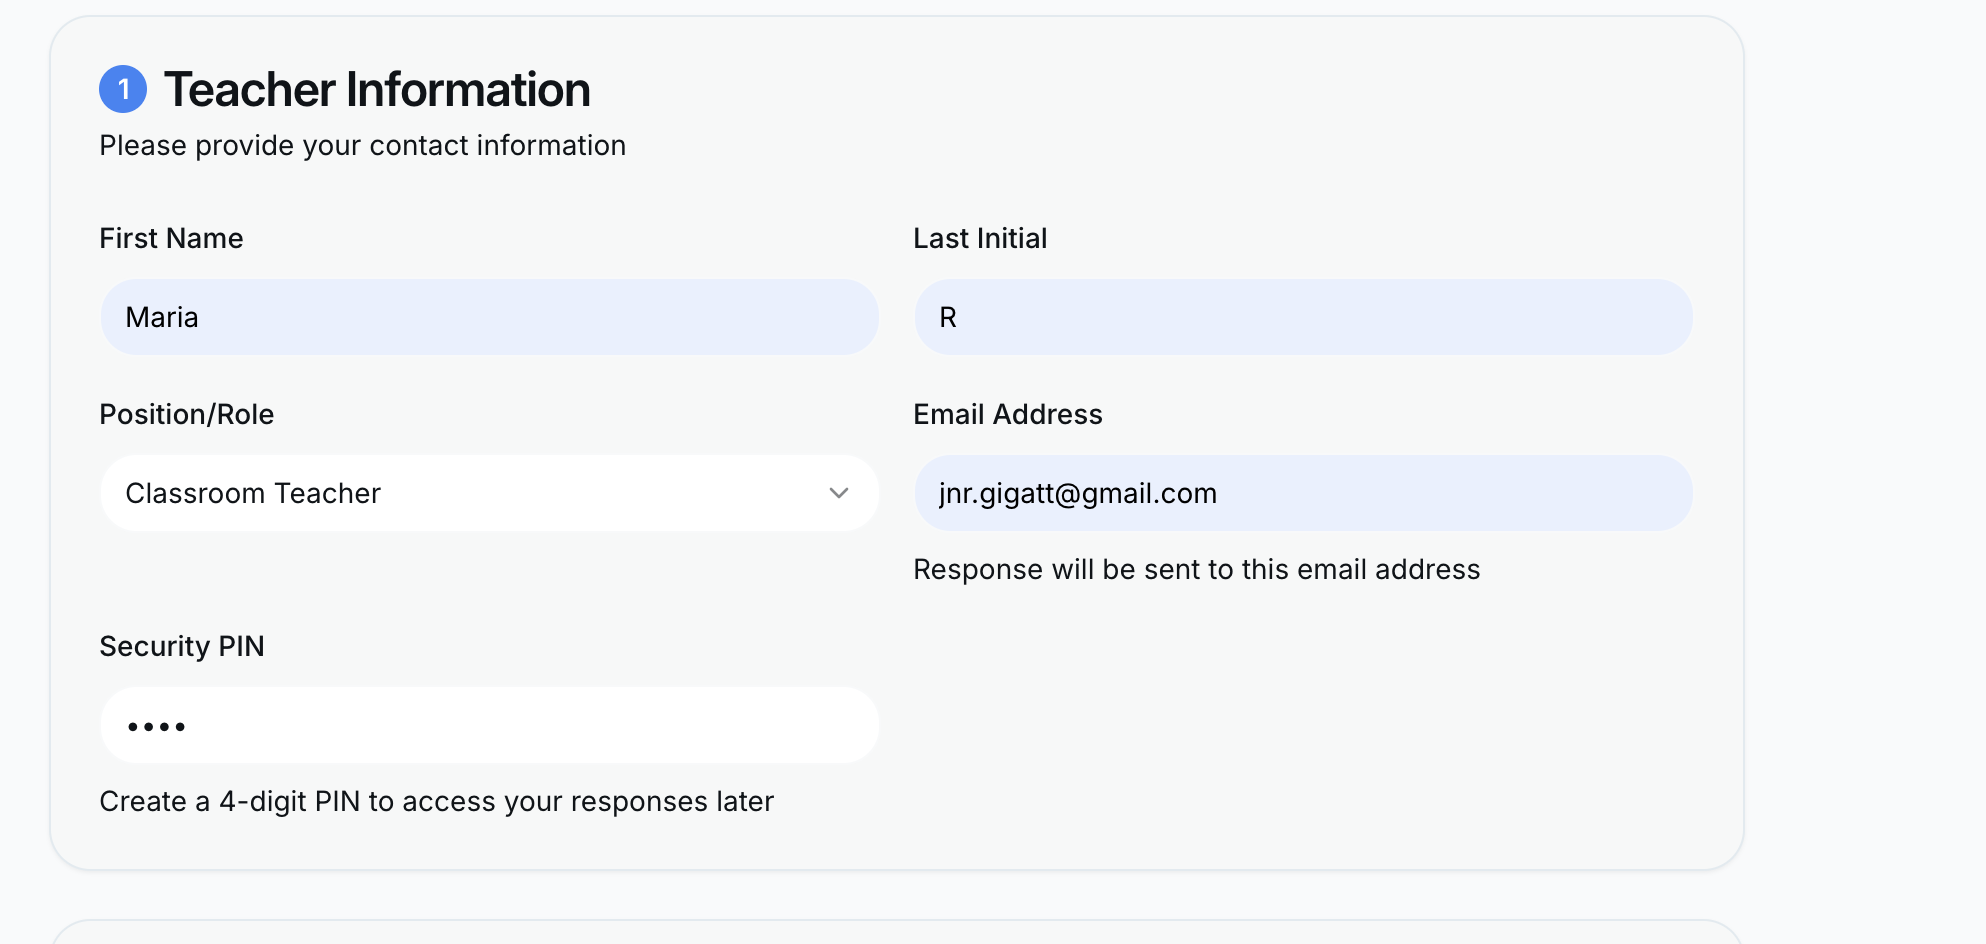 1 Teacher Information
Please provide your contact information
First Name
Maria
Last Initial
R
Position/Role
Classroom Teacher
Email Address
jnr.gigatt@gmail.com
Response will be sent to this email address
Security PIN
••••
Create a 4-digit PIN to access your responses later